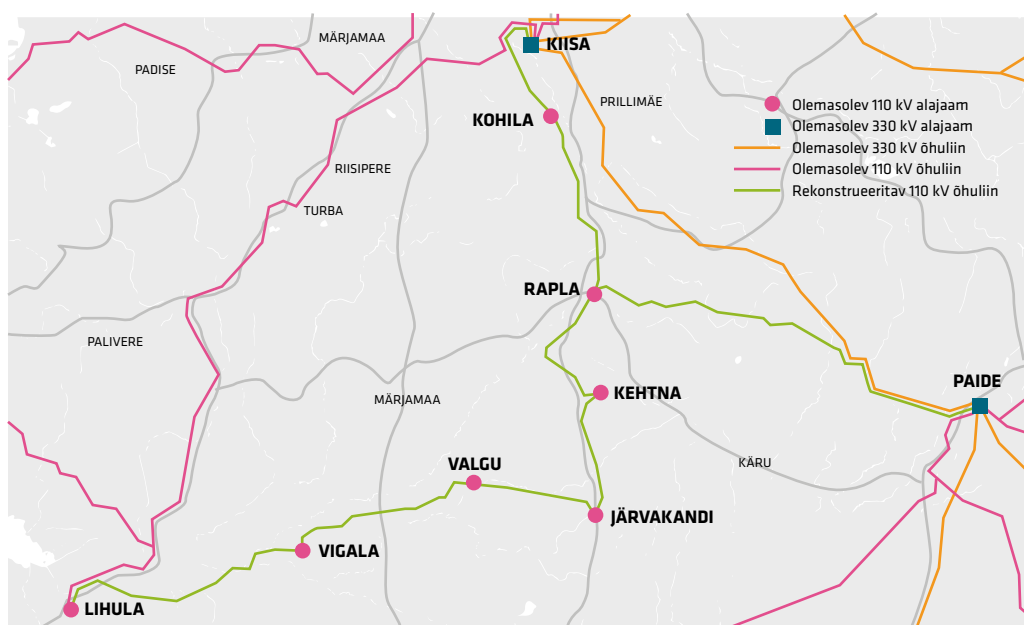 MÄRJAMAA
KIISA
PADISE
PRILLIMÄE
KOHILA
Olemasolev 110 kV alajaam
Olemasolev 330 kV alajaam
Olemasolev 330 kV õhuliin
Olemasolev 110 kV õhuliin
Rekonstrueeritav 110 kV õhuliin
RIISIPERE
TURBA
RAPLA
PALIVERE
PAIDE
KEHTNA
MÄRJAMAA
VALGU
KÄRU
JÄRVAKANDI
VIGALA
LIHULA